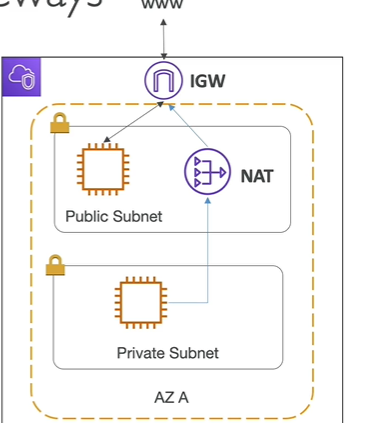 www
IGW
NAT
Public Subnet
Private Subnet
AZ A